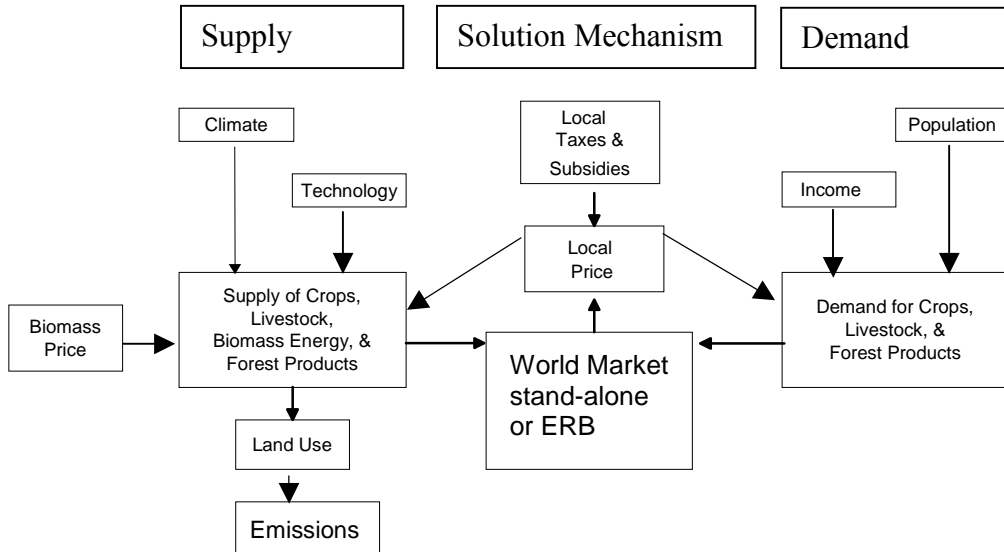 Supply
Solution Mechanism
Demand
Climate
Local
Taxes &
Subsidies
Population
Technology
Income
Local
Price
Biomass
Price
Supply of Crops,
Livestock,
Biomass Energy, &
Forest Products
World Market
stand-alone
or ERB
Demand for Crops,
Livestock, &
Forest Products
Land Use
Emissions